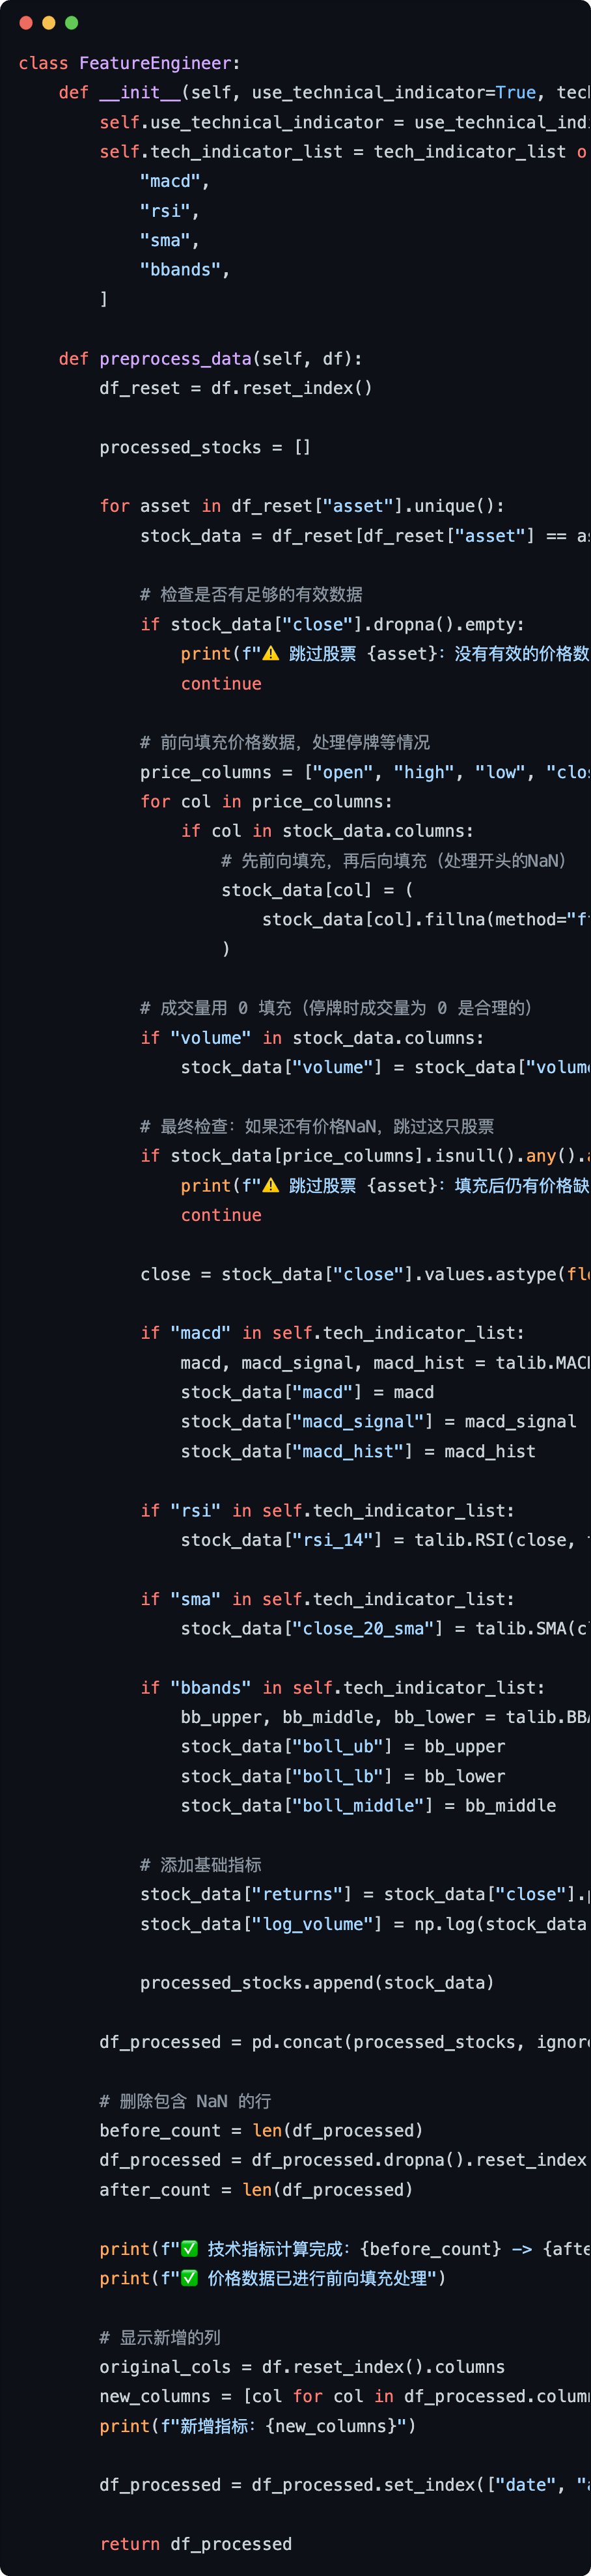 class FeatureEngineer:
    def __init__(self, use_technical_indicator=True, tec
        self.use_technical_indicator = use_technical_ind
        self.tech_indicator_list = tech_indicator_list o
            "macd",
            "rsi",
            "sma",
            "bbands",
        ]
    def preprocess_data(self, df):
        df_reset = df.reset_index()
        processed_stocks = []
        for asset in df_reset["asset"].unique():
            stock_data = df_reset[df_reset["asset"] == as
            # 检查是否有足够的有效数据
            if stock_data["close"].dropna().empty:
                print(f"⚠️ 跳过股票 {asset}: 没有有效的价格数
                continue
            # 前向填充价格数据，处理停牌等情况
            price_columns = ["open", "high", "low", "clos
            for col in price_columns:
                if col in stock_data.columns:
                    # 先前向填充，再后向填充（处理开头的NaN）
                    stock_data[col] = (
                        stock_data[col].fillna(method="f
                    )
            # 成交量用 0 填充（停牌时成交量为 0 是合理的）
            if "volume" in stock_data.columns:
                stock_data["volume"] = stock_data["volum
            # 最终检查：如果还有价格NaN，跳过这只股票
            if stock_data[price_columns].isnull().any().a
                print(f"⚠️ 跳过股票 {asset}: 填充后仍有价格缺
                continue
            close = stock_data["close"].values.astype(flo
            if "macd" in self.tech_indicator_list:
                macd, macd_signal, macd_hist = talib.MAC
                stock_data["macd"] = macd
                stock_data["macd_signal"] = macd_signal
                stock_data["macd_hist"] = macd_hist
            if "rsi" in self.tech_indicator_list:
                stock_data["rsi_14"] = talib.RSI(close,
            if "sma" in self.tech_indicator_list:
                stock_data["close_20_sma"] = talib.SMA(c
            if "bbands" in self.tech_indicator_list:
                bb_upper, bb_middle, bb_lower = talib.BB
                stock_data["boll_ub"] = bb_upper
                stock_data["boll_lb"] = bb_lower
                stock_data["boll_middle"] = bb_middle
            # 添加基础指标
            stock_data["returns"] = stock_data["close"].
            stock_data["log_volume"] = np.log(stock_data
            processed_stocks.append(stock_data)
        df_processed = pd.concat(processed_stocks, ignor
        # 删除包含 NaN 的行
        before_count = len(df_processed)
        df_processed = df_processed.dropna().reset_index
        after_count = len(df_processed)
        print(f"✅ 技术指标计算完成: {before_count} -> {afte
        print(f"✅ 价格数据已进行前向填充处理")
        # 显示新增的列
        original_cols = df.reset_index().columns
        new_columns = [col for col in df_processed.colum
        print(f"新增指标: {new_columns}")
        df_processed = df_processed.set_index(["date", "a
        return df_processed